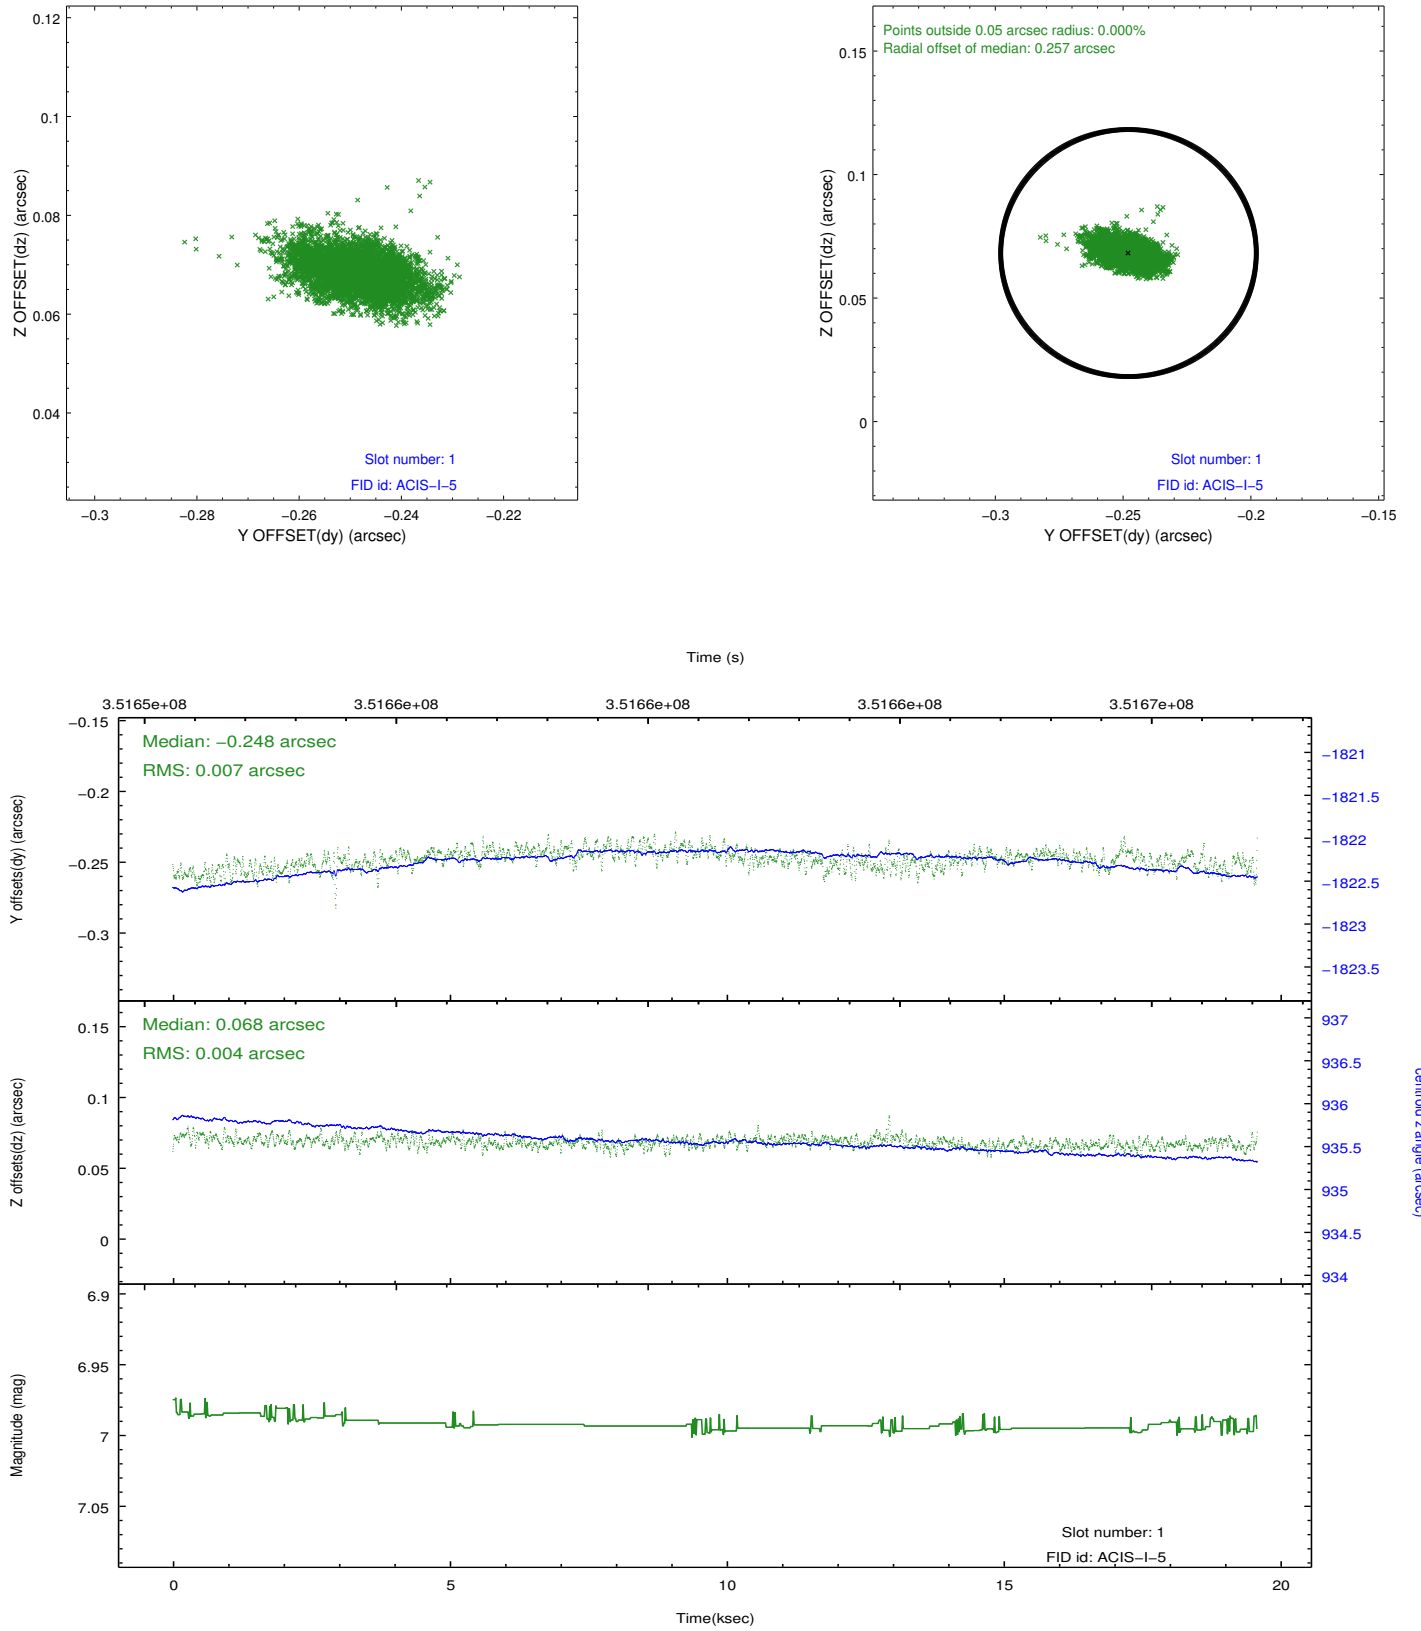 0.12
0.1
0.08
0.06
0.04
Z OFFSET(dz) (arcsec)
Slot number: 1
FID id: ACIS−I−5
−0.3
−0.28
−0.26
−0.24
−0.22
Y OFFSET(dy) (arcsec)
Points outside 0.05 arcsec radius: 0.000%
Radial offset of median: 0.257 arcsec
0.15
0.1
0.05
0
Z OFFSET(dz) (arcsec)
Slot number: 1
FID id: ACIS−I−5
−0.3
−0.25
−0.2
−0.15
Y OFFSET(dy) (arcsec)
Time (s)
3.5165e+08
3.5166e+08
3.5166e+08
3.5166e+08
3.5167e+08
−0.15
−0.2
−0.25
−0.3
Y offsets(dy) (arcsec)
Median: −0.248 arcsec
RMS: 0.007 arcsec
−1821
−1821.5
−1822
−1822.5
−1823
−1823.5
0.15
0.1
0.05
0
Z offsets(dz) (arcsec)
Median: 0.068 arcsec
RMS: 0.004 arcsec
937
936.5
936
935.5
935
934.5
934
centroid z angle (arcsec)
6.9
6.95
7
7.05
Magnitude (mag)
Slot number: 1
FID id: ACIS−I−5
0
5
10
15
20
Time(ksec)